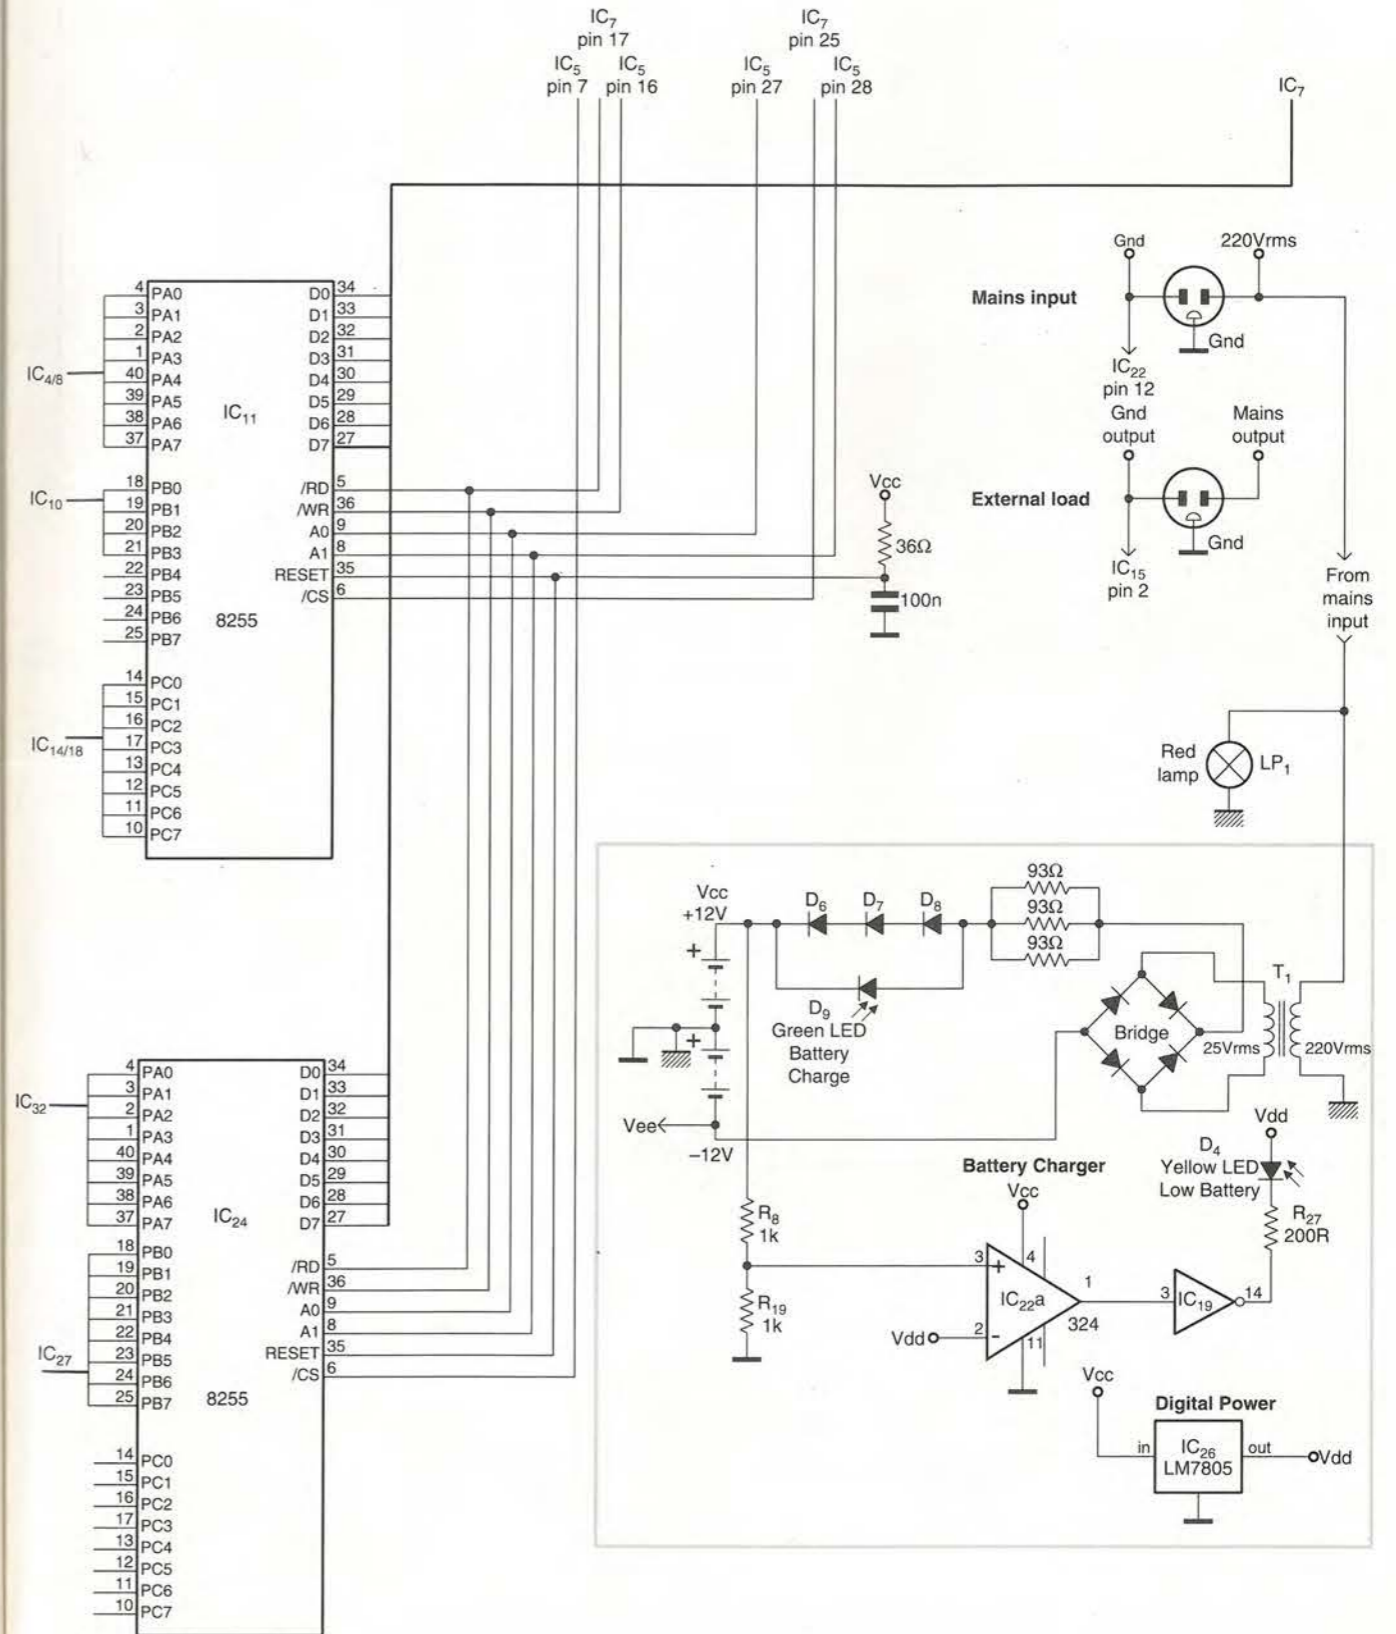 IC7
pin 17
IC5
pin 7
IC5
pin 16
IC5
pin 27
IC7
pin 25
IC5
pin 28
IC7
4 PA0 D0 34
3 PA1 D1 33
2 PA2 D2 32
1 PA3 D3 31
IC4/8
40 PA4 D4 30
39 PA5 D5 29
38 PA6 D6 28
37 PA7 D7 27
IC11
18 PB0 /RD 5
IC10
19 PB1 /WR 36
20 PB2 A0 9
21 PB3 A1 8
22 PB4 RESET 35
23 PB5 /CS 6
24 PB6
25 PB7
8255
14 PC0
15 PC1
16 PC2
17 PC3
IC14/18
13 PC4
12 PC5
11 PC6
10 PC7
Vcc
36Ω
100n
Gnd
220Vrms
Mains input
Gnd
IC22
pin 12
Gnd
output
Mains
output
External load
Gnd
IC15
pin 2
From
mains
input
Red
lamp
LP1
Vcc
+12V
D6
D7
D8
93Ω
93Ω
93Ω
+
D9
Green LED
Battery
Charge
+
Bridge
T1
25Vrms
220Vrms
Vee
–12V
Battery Charger
Vcc
Vdd
D4
Yellow LED
Low Battery
R8
1k
R27
200R
R19
1k
3 +
4
IC22a
1
324
Vdd
2 -
11
3 IC19 14
Vcc
Digital Power
in
IC26
LM7805
out
Vdd
4 PA0 D0 34
3 PA1 D1 33
IC32
2 PA2 D2 32
1 PA3 D3 31
40 PA4 D4 30
39 PA5 D5 29
38 PA6 D6 28
37 PA7 D7 27
IC24
18 PB0 /RD 5
19 PB1 /WR 36
20 PB2 A0 9
21 PB3 A1 8
22 PB4 RESET 35
23 PB5 /CS 6
IC27
24 PB6
25 PB7
8255
14 PC0
15 PC1
16 PC2
17 PC3
13 PC4
12 PC5
11 PC6
10 PC7